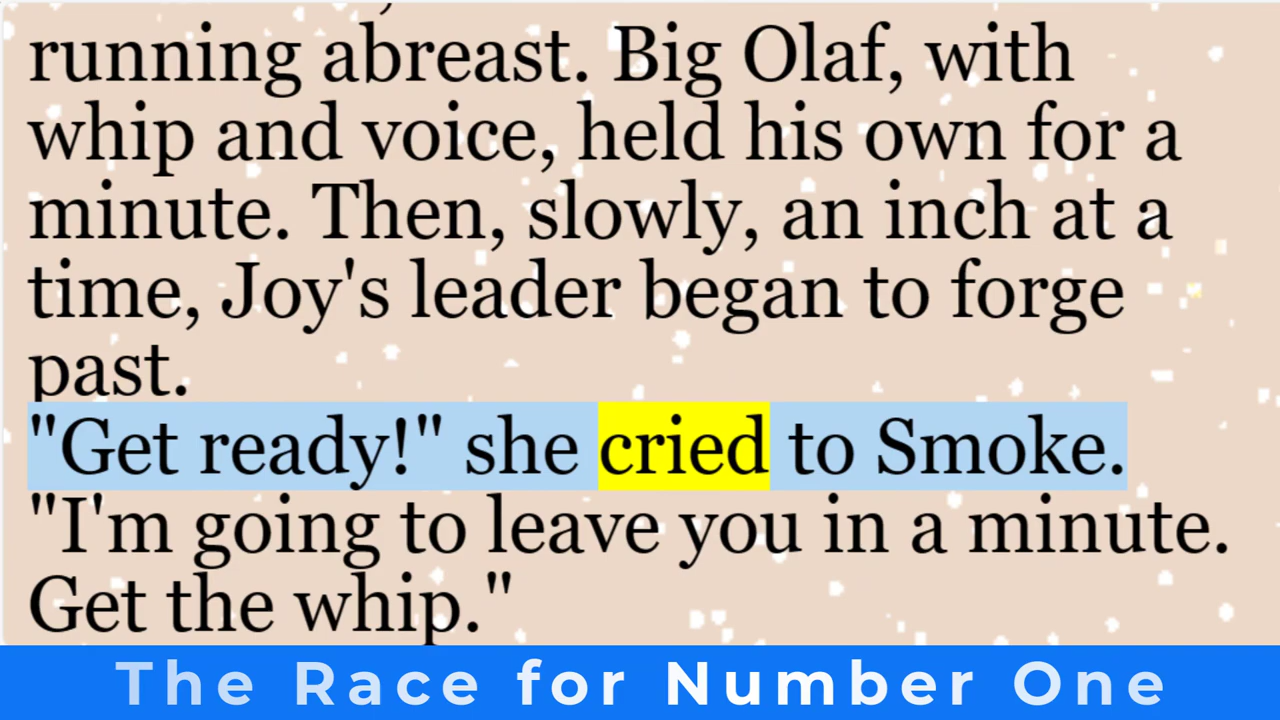 running abreast. Big Olaf, with
whip and voice, held his own for a
minute. Then, slowly, an inch at a
time, Joy's leader began to forge
past.
"Get ready!" she cried to Smoke.
"I'm going to leave you in a minute.
Get the whip."
The Race for Number One